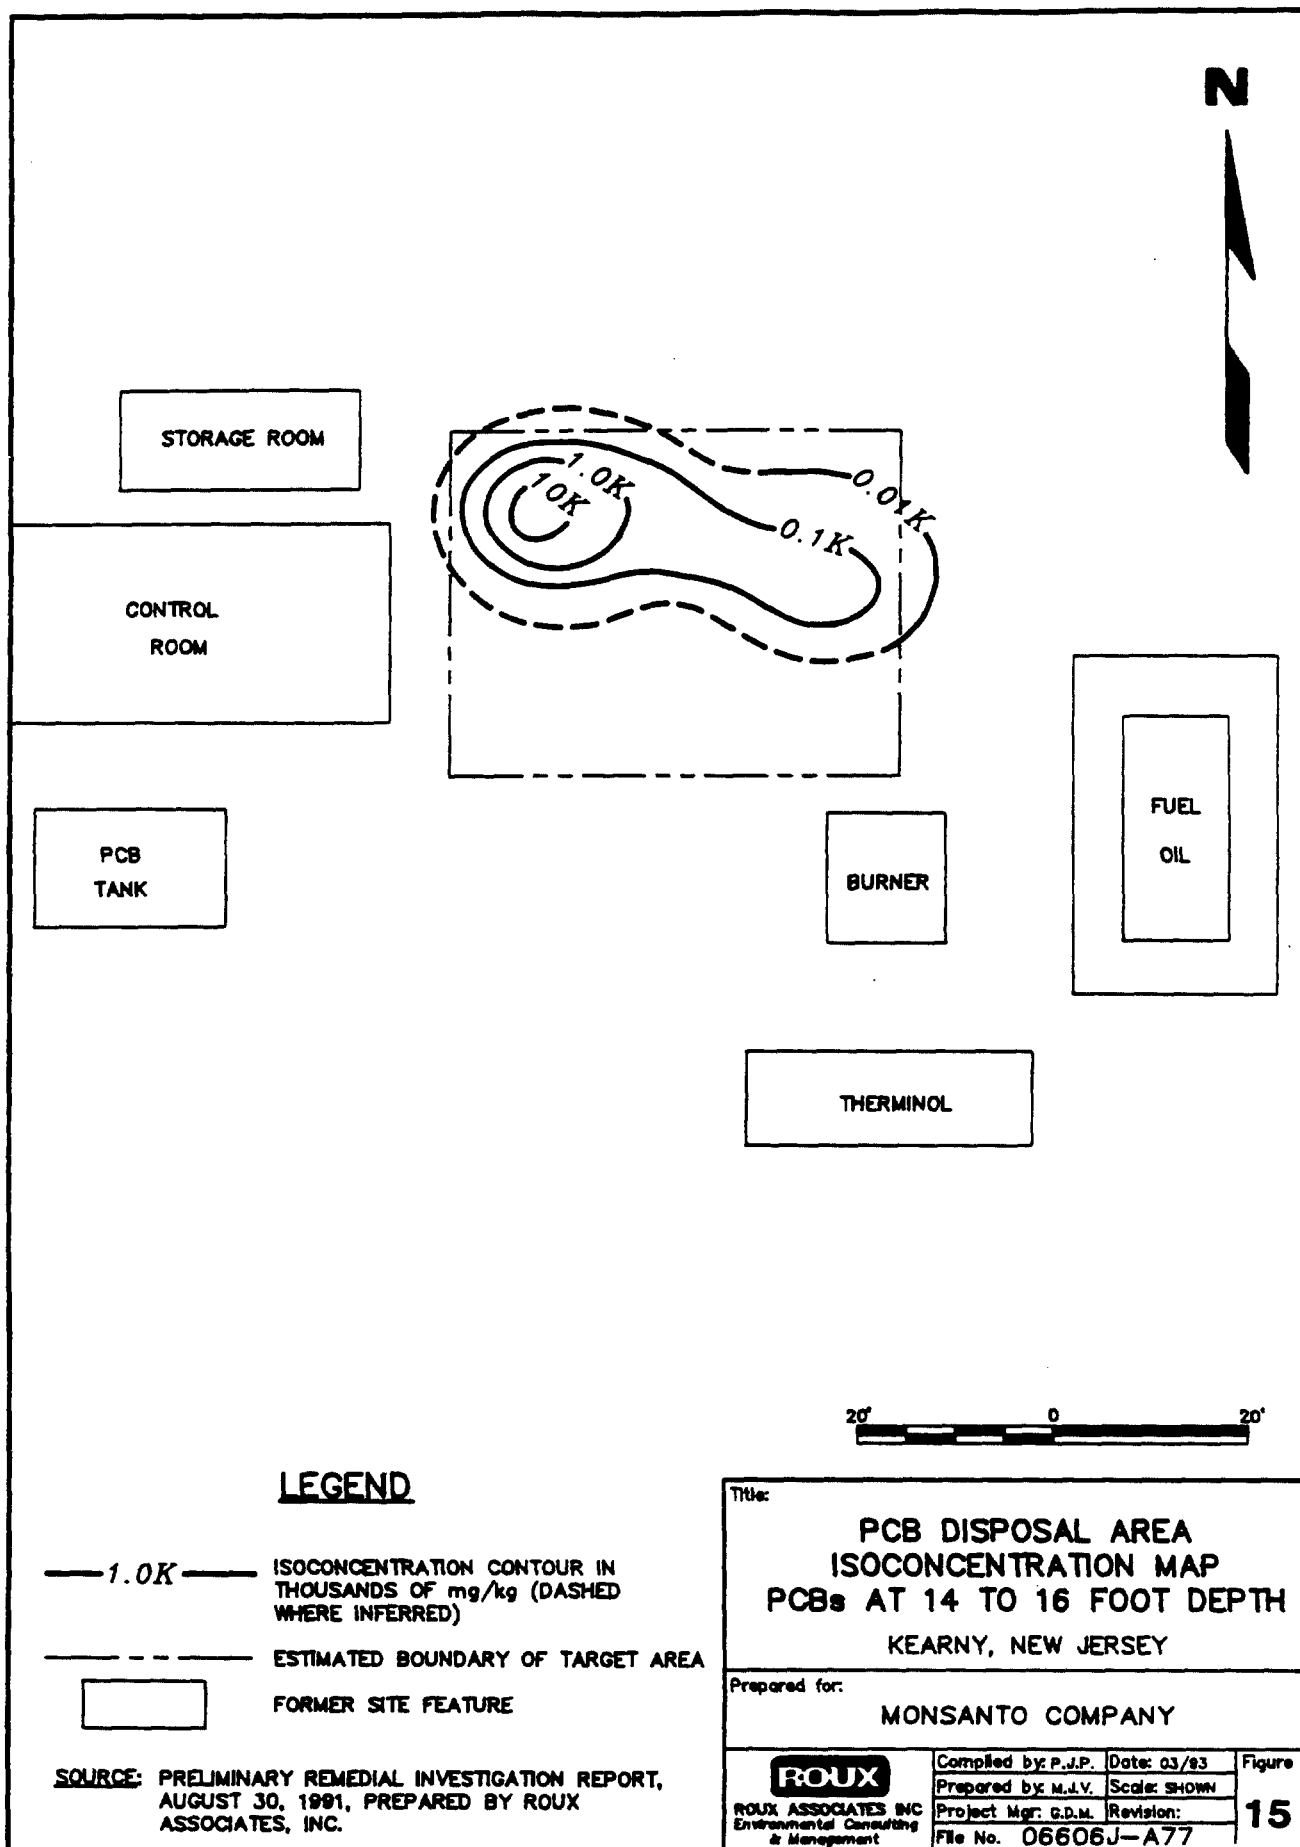 N
STORAGE ROOM
1.0K
10K
0.01K
0.1K
CONTROL
ROOM
PCB
TANK
BURNER
FUEL
OIL
THERMINOL
20' 0 20'
LEGEND
1.0K ISOCONCENTRATION CONTOUR IN
THOUSANDS OF mg/kg (DASHED
WHERE INFERRED)
ESTIMATED BOUNDARY OF TARGET AREA
FORMER SITE FEATURE
SOURCE: PRELIMINARY REMEDIAL INVESTIGATION REPORT,
AUGUST 30, 1991, PREPARED BY ROUX
ASSOCIATES, INC.
Title:
PCB DISPOSAL AREA
ISOCONCENTRATION MAP
PCBs AT 14 TO 16 FOOT DEPTH
KEARNY, NEW JERSEY
Prepared for:
MONSANTO COMPANY
ROUX
ROUX ASSOCIATES INC
Environmental Consulting
& Management
Compiled by: P.J.P. Date: 03/93
Prepared by: M.J.V. Scale: SHOWN
Project Mgr: G.D.M. Revision:
File No. 06606J-A77
Figure
15